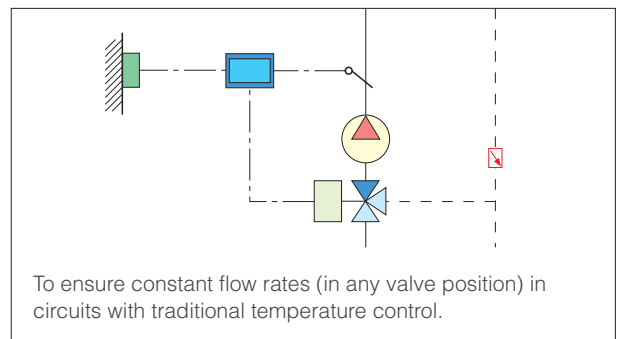 To ensure constant flow rates (in any valve position) in
circuits with traditional temperature control.